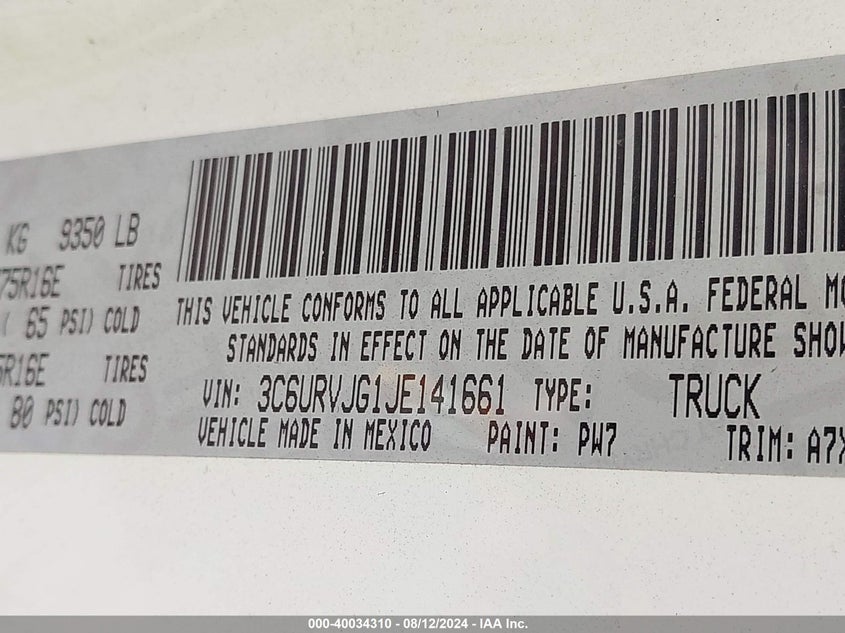 KG 9350 LB
75R16E TIRES
( 65 PSI) COLD
5R16E TIRES
80 PSI) COLD
THIS VEHICLE CONFORMS TO ALL APPLICABLE U.S.A. FEDERAL MO
STANDARDS IN EFFECT ON THE DATE OF MANUFACTURE SHOW
VIN: 3C6URVJG1JE141661 TYPE: TRUCK
VEHICLE MADE IN MEXICO PAINT: PW7 TRIM: A7X
000-40034310 - 08/12/2024 - IAA Inc.